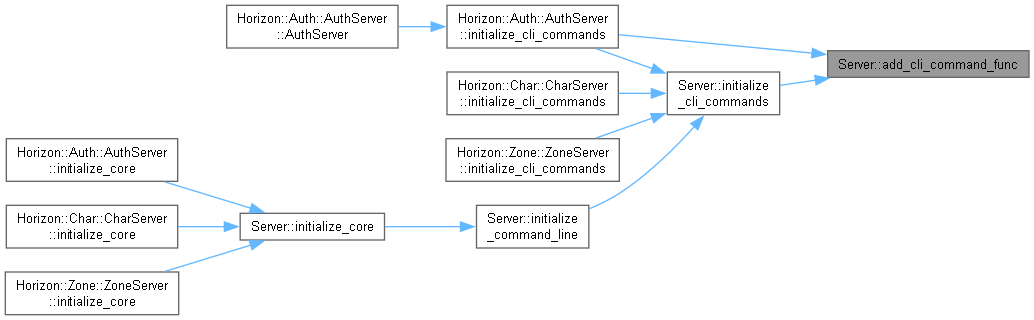 Horizon::Auth::AuthServer
::AuthServer
Horizon::Auth::AuthServer
::initialize_cli_commands
Server::add_cli_command_func
Horizon::Char::CharServer
::initialize_cli_commands
Server::initialize
_cli_commands
Horizon::Zone::ZoneServer
::initialize_cli_commands
Horizon::Auth::AuthServer
::initialize_core
Horizon::Char::CharServer
::initialize_core
Server::initialize_core
Server::initialize
_command_line
Horizon::Zone::ZoneServer
::initialize_core